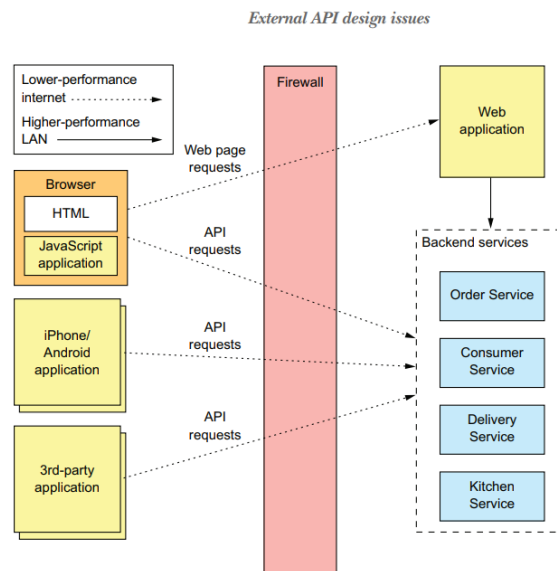 External API design issues
Lower-performance
internet
Higher-performance
LAN
Firewall
Web
application
Web page
requests
Browser
HTML
JavaScript
application
API
requests
Backend services
Order Service
iPhone/
Android
application
API
requests
Consumer
Service
API
requests
Delivery
Service
3rd-party
application
Kitchen
Service